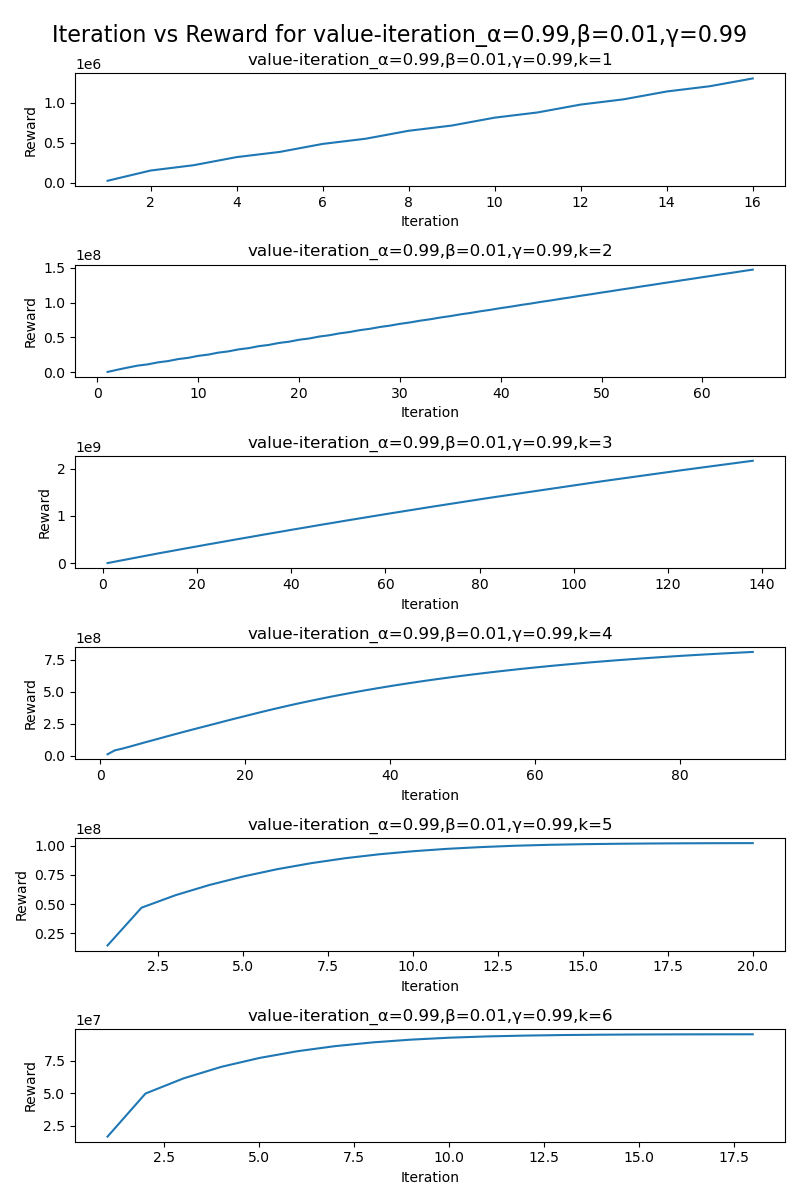 Iteration vs Reward for value-iteration_α=0.99,β=0.01,γ=0.99
value-iteration_α=0.99,β=0.01,γ=0.99,k=1
1e6
1.0
0.5
0.0
Reward
2 4 6 8 10 12 14 16
Iteration
value-iteration_α=0.99,β=0.01,γ=0.99,k=2
1e8
1.5
1.0
0.5
0.0
Reward
0 10 20 30 40 50 60
Iteration
value-iteration_α=0.99,β=0.01,γ=0.99,k=3
1e9
2
1
0
Reward
0 20 40 60 80 100 120 140
Iteration
value-iteration_α=0.99,β=0.01,γ=0.99,k=4
1e8
7.5
5.0
2.5
0.0
Reward
0 20 40 60 80
Iteration
value-iteration_α=0.99,β=0.01,γ=0.99,k=5
1e8
1.00
0.75
0.50
0.25
Reward
2.5 5.0 7.5 10.0 12.5 15.0 17.5 20.0
Iteration
value-iteration_α=0.99,β=0.01,γ=0.99,k=6
1e7
7.5
5.0
2.5
Reward
2.5 5.0 7.5 10.0 12.5 15.0 17.5
Iteration